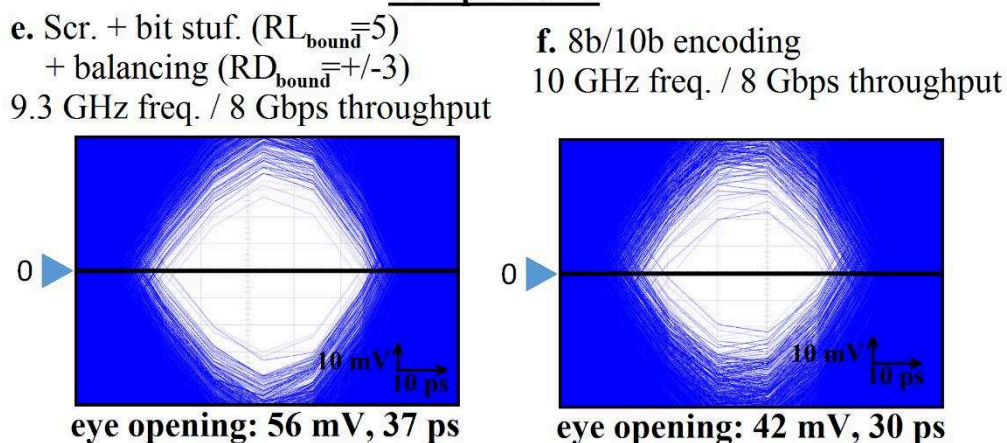 e. Scr. + bit stuf. (RLbound=5)
+ balancing (RDbound=+/-3)
9.3 GHz freq. / 8 Gbps throughput
0
10 mV
10 ps
eye opening: 56 mV, 37 ps
f. 8b/10b encoding
10 GHz freq. / 8 Gbps throughput
0
10 mV
10 ps
eye opening: 42 mV, 30 ps